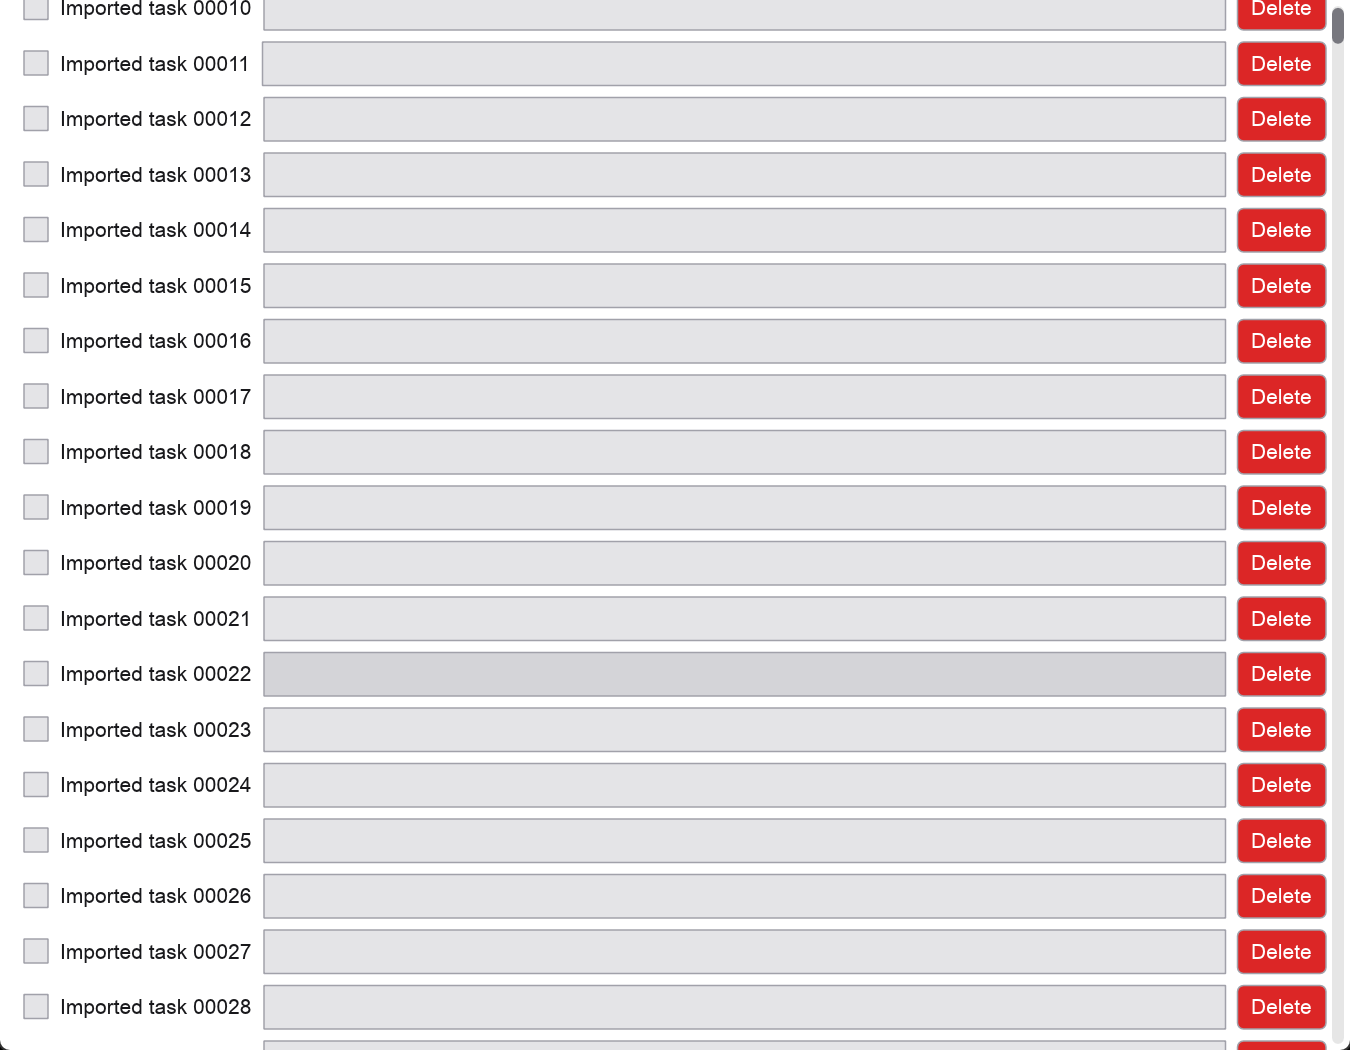 Imported task 00010 Delete
Imported task 00011 Delete
Imported task 00012 Delete
Imported task 00013 Delete
Imported task 00014 Delete
Imported task 00015 Delete
Imported task 00016 Delete
Imported task 00017 Delete
Imported task 00018 Delete
Imported task 00019 Delete
Imported task 00020 Delete
Imported task 00021 Delete
Imported task 00022 Delete
Imported task 00023 Delete
Imported task 00024 Delete
Imported task 00025 Delete
Imported task 00026 Delete
Imported task 00027 Delete
Imported task 00028 Delete